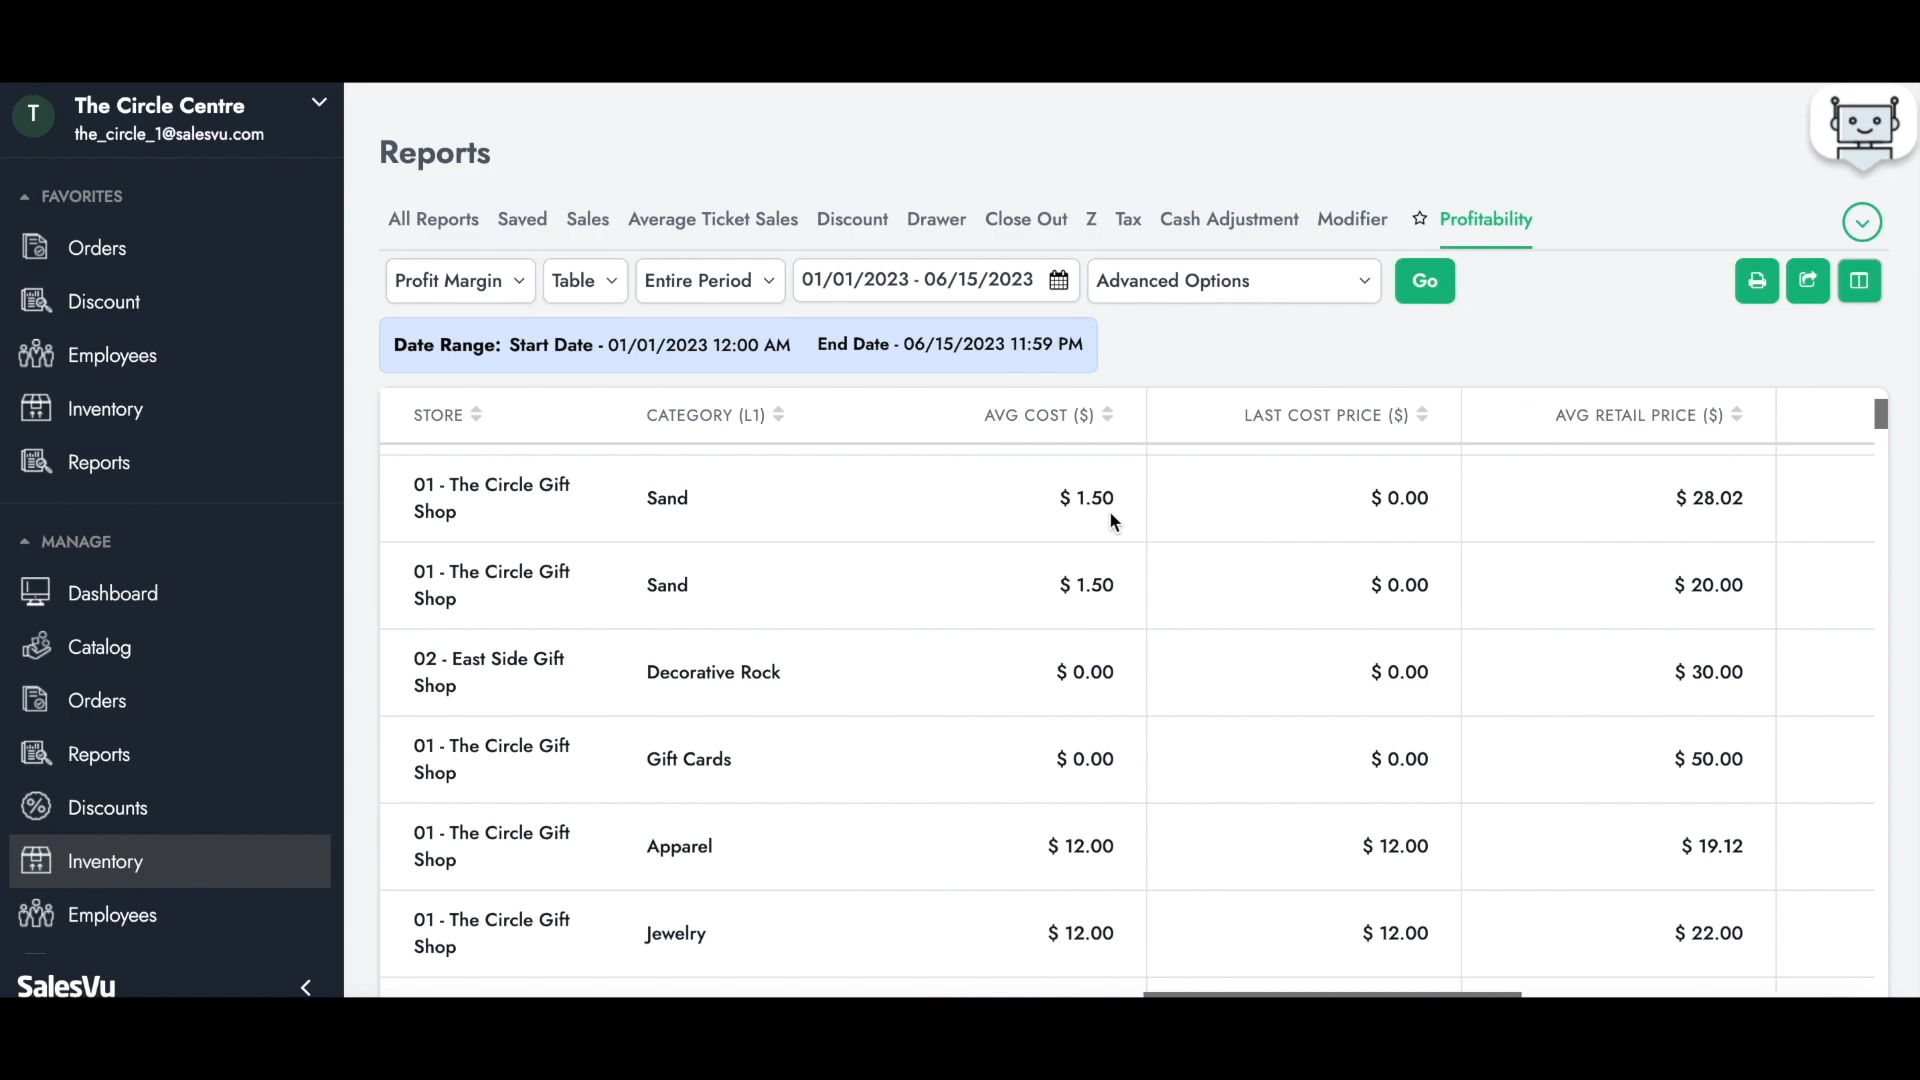 T
The Circle Centre
the_circle_1@salesvu.com
FAVORITES
Orders
Discount
Employees
Inventory
Reports
MANAGE
Dashboard
Catalog
Orders
Reports
Discounts
Inventory
Employees
SalesVu
Reports
All Reports Saved Sales Average Ticket Sales Discount Drawer Close Out Z Tax Cash Adjustment Modifier Profitability
Profit Margin Table Entire Period 01/01/2023 - 06/15/2023 Advanced Options Go
Date Range: Start Date - 01/01/2023 12:00 AM End Date - 06/15/2023 11:59 PM
STORE CATEGORY (L1) AVG COST ($) LAST COST PRICE ($) AVG RETAIL PRICE ($)
01 - The Circle Gift
Shop
Sand $ 1.50 $ 0.00 $ 28.02
01 - The Circle Gift
Shop
Sand $ 1.50 $ 0.00 $ 20.00
02 - East Side Gift
Shop
Decorative Rock $ 0.00 $ 0.00 $ 30.00
01 - The Circle Gift
Shop
Gift Cards $ 0.00 $ 0.00 $ 50.00
01 - The Circle Gift
Shop
Apparel $ 12.00 $ 12.00 $ 19.12
01 - The Circle Gift
Shop
Jewelry $ 12.00 $ 12.00 $ 22.00